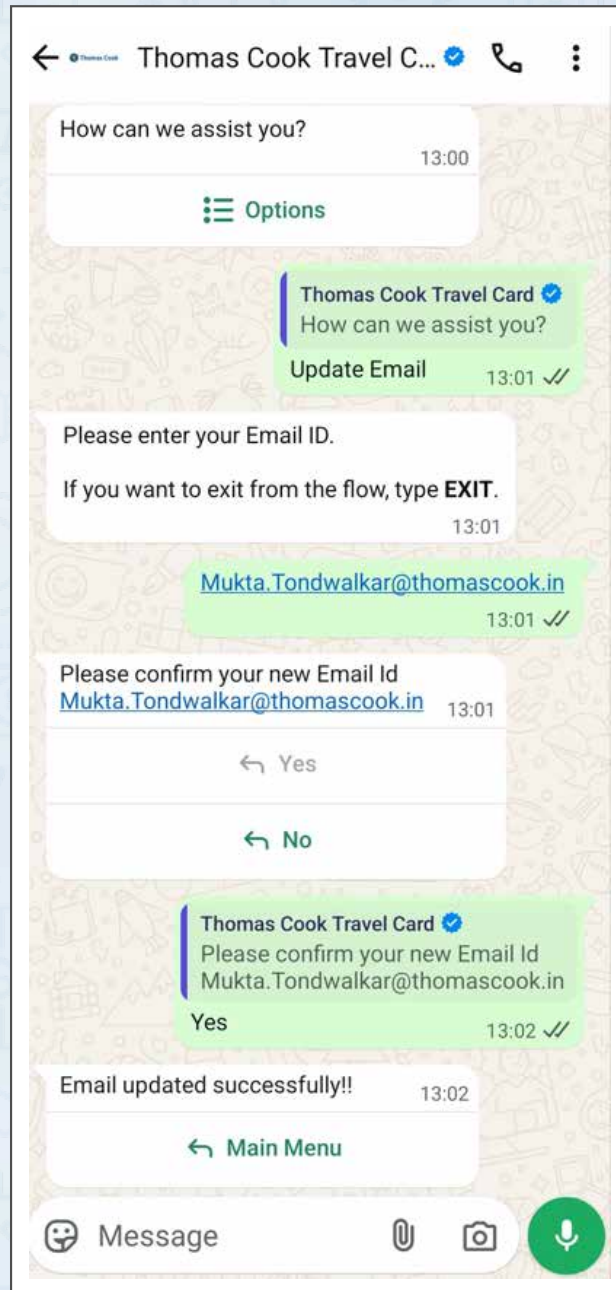 Thomas Cook
Thomas Cook Travel C...
How can we assist you?
13:00
Options
Thomas Cook Travel Card
How can we assist you?
Update Email
13:01
Please enter your Email ID.
If you want to exit from the flow, type EXIT.
13:01
Mukta.Tondwalkar@thomascook.in
13:01
Please confirm your new Email Id
Mukta.Tondwalkar@thomascook.in 13:01
Yes
No
Thomas Cook Travel Card
Please confirm your new Email Id
Mukta.Tondwalkar@thomascook.in
Yes
13:02
Email updated successfully!! 13:02
Main Menu
Message